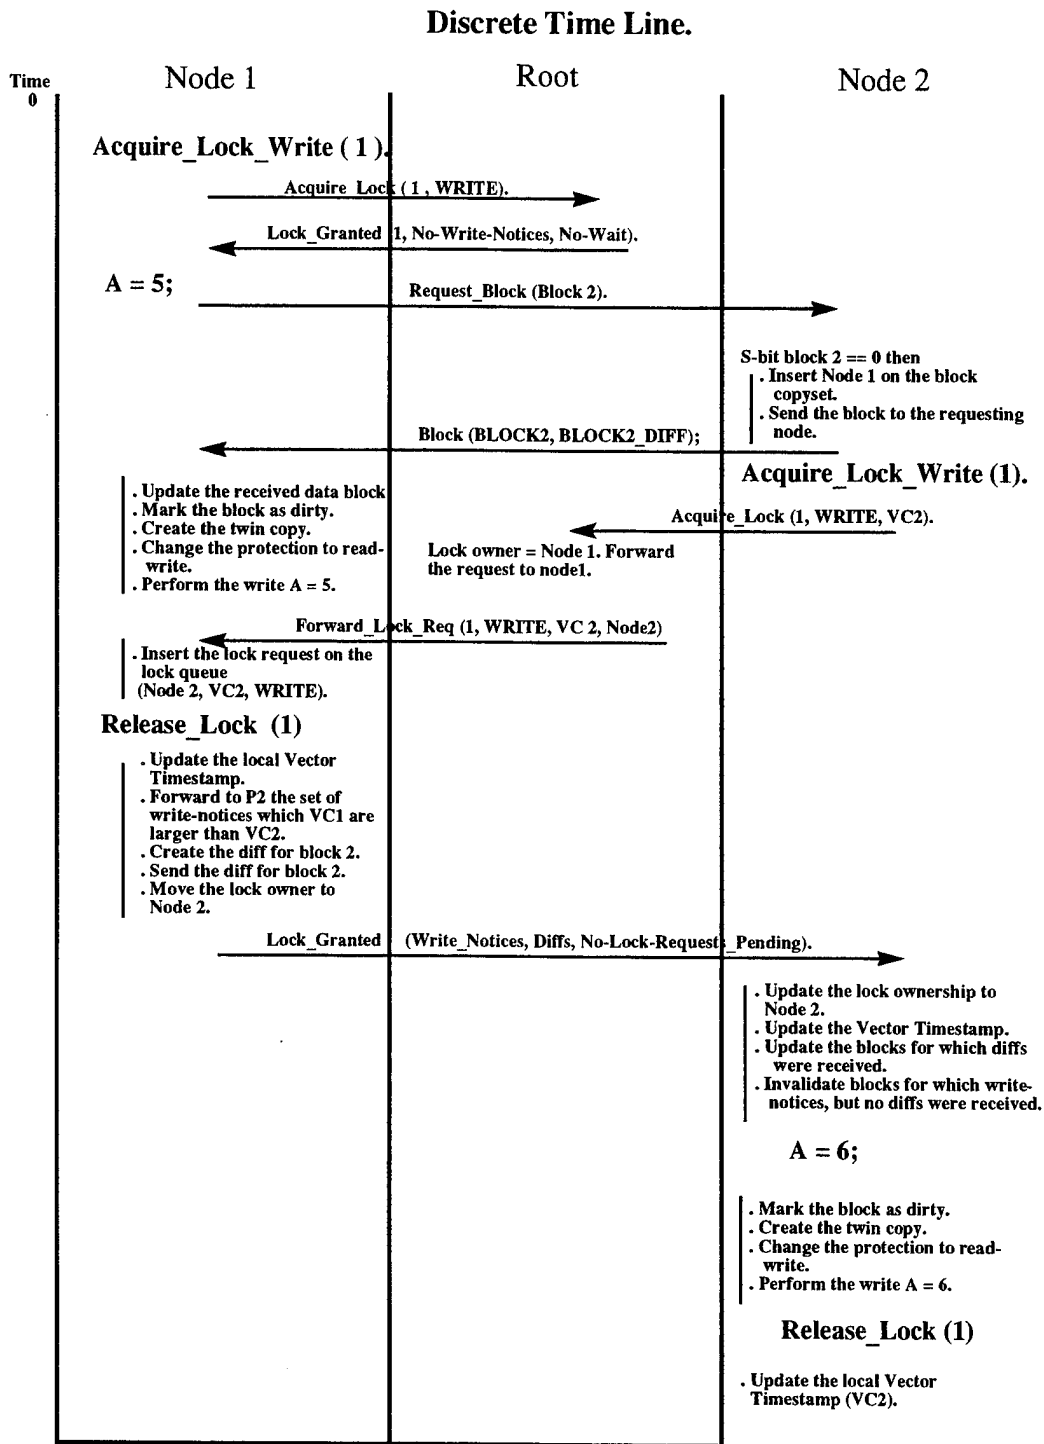 Discrete Time Line.
Time
0
Node 1
Root
Node 2
Acquire_Lock_Write ( 1 ).
Acquire_Lock ( 1 , WRITE).
Lock_Granted (1, No-Write-Notices, No-Wait).
A = 5;
Request_Block (Block 2).
S-bit block 2 == 0 then
. Insert Node 1 on the block
copyset.
. Send the block to the requesting
node.
Block (BLOCK2, BLOCK2_DIFF);
Acquire_Lock_Write (1).
. Update the received data block
. Mark the block as dirty.
. Create the twin copy.
. Change the protection to read-
write.
. Perform the write A = 5.
Acquire_Lock (1, WRITE, VC2).
Lock owner = Node 1. Forward
the request to node1.
Forward_Lock_Req (1, WRITE, VC 2, Node2)
. Insert the lock request on the
lock queue
(Node 2, VC2, WRITE).
Release_Lock (1)
. Update the local Vector
Timestamp.
. Forward to P2 the set of
write-notices which VC1 are
larger than VC2.
. Create the diff for block 2.
. Send the diff for block 2.
. Move the lock owner to
Node 2.
Lock_Granted (Write_Notices, Diffs, No-Lock-Requests_Pending).
. Update the lock ownership to
Node 2.
. Update the Vector Timestamp.
. Update the blocks for which diffs
were received.
. Invalidate blocks for which write-
notices, but no diffs were received.
A = 6;
. Mark the block as dirty.
. Create the twin copy.
. Change the protection to read-
write.
. Perform the write A = 6.
Release_Lock (1)
. Update the local Vector
Timestamp (VC2).